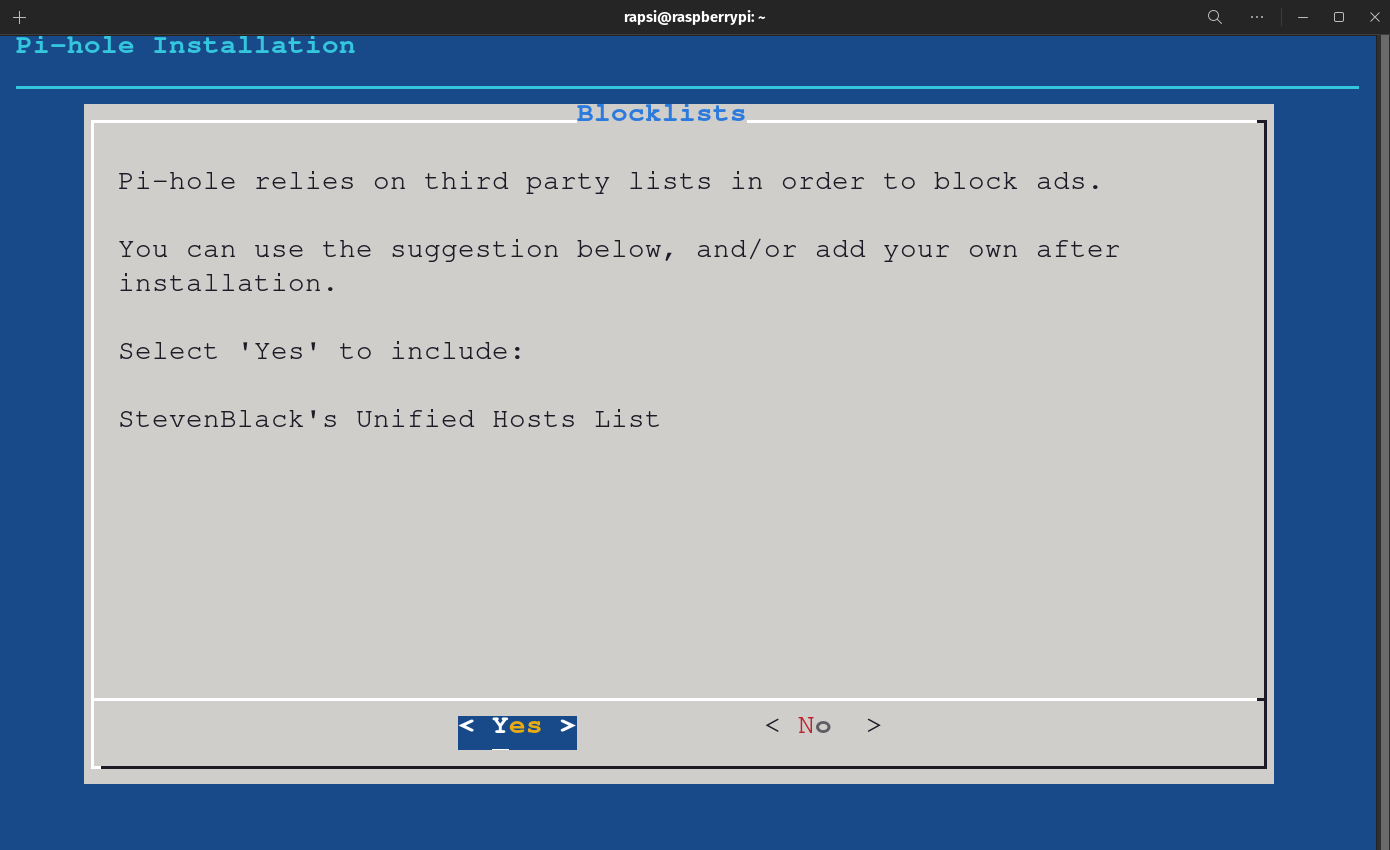 rapsi@raspberrypi: ~
Pi-hole Installation
Blocklists
Pi-hole relies on third party lists in order to block ads.
You can use the suggestion below, and/or add your own after
installation.
Select 'Yes' to include:
StevenBlack's Unified Hosts List
< Yes > < No >